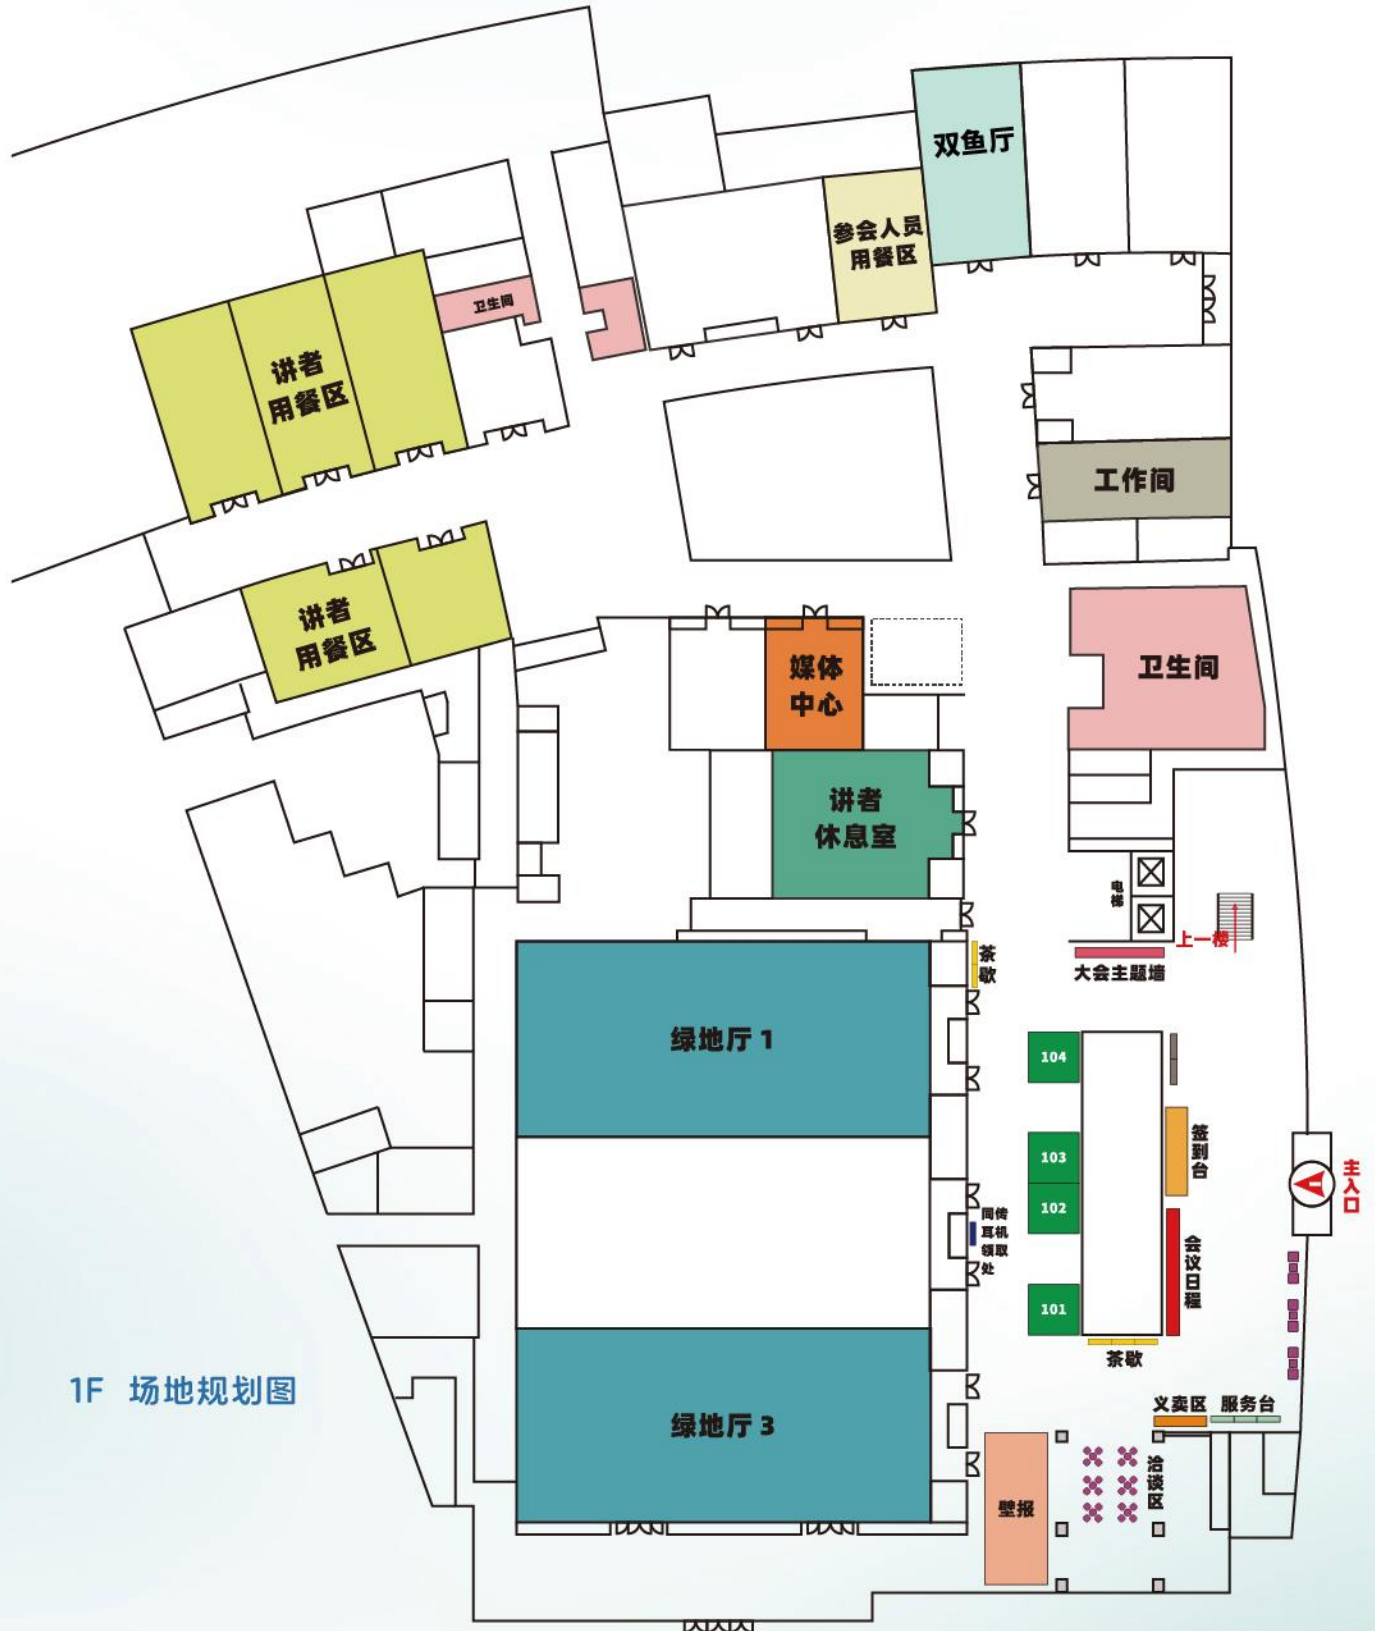 双鱼厅
参会人员
用餐区
卫生间
讲者
用餐区
工作间
讲者
用餐区
媒体
中心
卫生间
讲者
休息室
电梯
上一楼
茶歇
大会主题墙
绿地厅 1
104
签到台
103
主入口
102
同传
耳机
领取
处
会议日程
101
茶歇
1F 场地规划图
义卖区
服务台
绿地厅 3
洽谈区
壁报